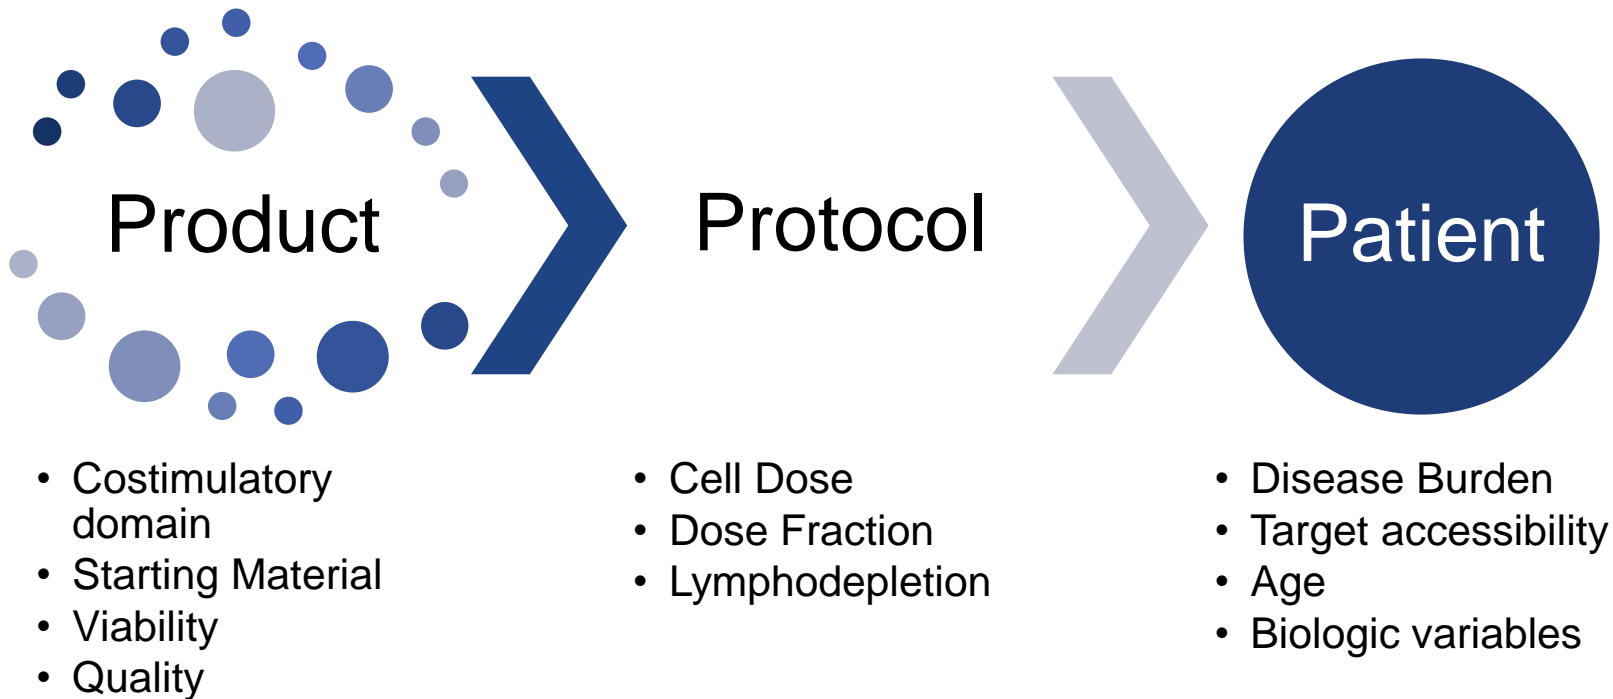 Product
Protocol
Patient
• Costimulatory
domain
• Starting Material
• Viability
• Quality
• Cell Dose
• Dose Fraction
• Lymphodepletion
• Disease Burden
• Target accessibility
• Age
• Biologic variables